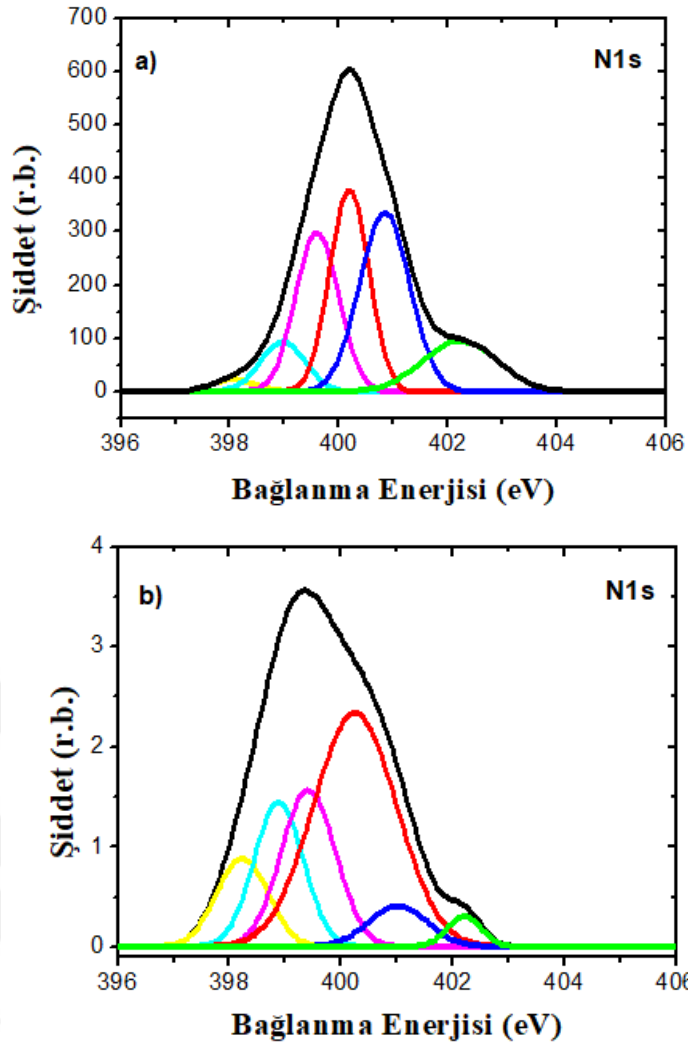 700
a)
N1s
600
500
400
300
200
100
0
396 398 400 402 404 406
Şiddet (r.b.)
Bağlanma Enerjisi (eV)
4
b)
N1s
3
2
1
0
396 398 400 402 404 406
Şiddet (r.b.)
Bağlanma Enerjisi (eV)